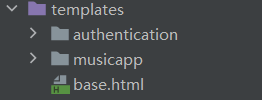 templates
authentication
musicapp
base.html